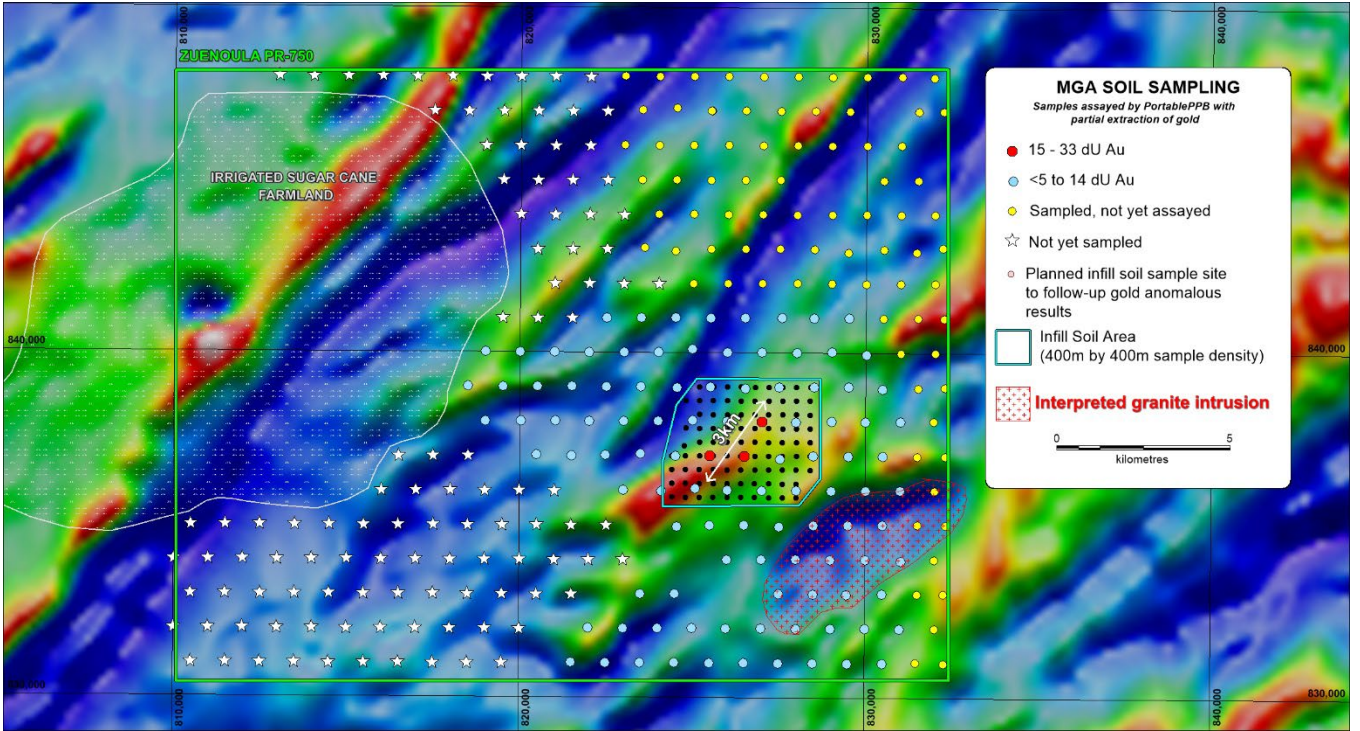 810,000
820,000
830,000
840,000
ZUENOULA PR-750
IRRIGATED SUGAR CANE
FARMLAND
840,000
840,000
3km
MGA SOIL SAMPLING
Samples assayed by PortablePPB with
partial extraction of gold
15 - 33 dU Au
<5 to 14 dU Au
Sampled, not yet assayed
Not yet sampled
Planned infill soil sample site
to follow-up gold anomalous
results
Infill Soil Area
(400m by 400m sample density)
Interpreted granite intrusion
0 5
kilometres
830,000
830,000
810,000
820,000
830,000
840,000